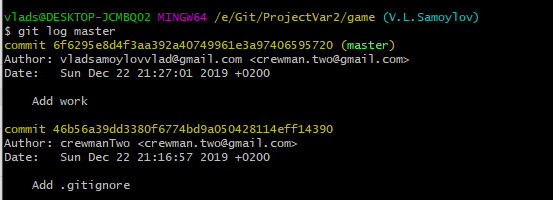 vlads@DESKTOP-JCMBQO2 MINGW64 /e/Git/ProjectVar2/game (V.L.Samoylov)
$ git log master
commit 6f6295e8d4f3aa392a40749961e3a97406595720 (master)
Author: vladsamoylovvlad@gmail.com <crewman.two@gmail.com>
Date:   Sun Dec 22 21:27:01 2019 +0200
    Add work
commit 46b56a39dd3380f6774bd9a050428114eff14390
Author: crewmanTwo <crewman.two@gmail.com>
Date:   Sun Dec 22 21:16:57 2019 +0200
    Add .gitignore